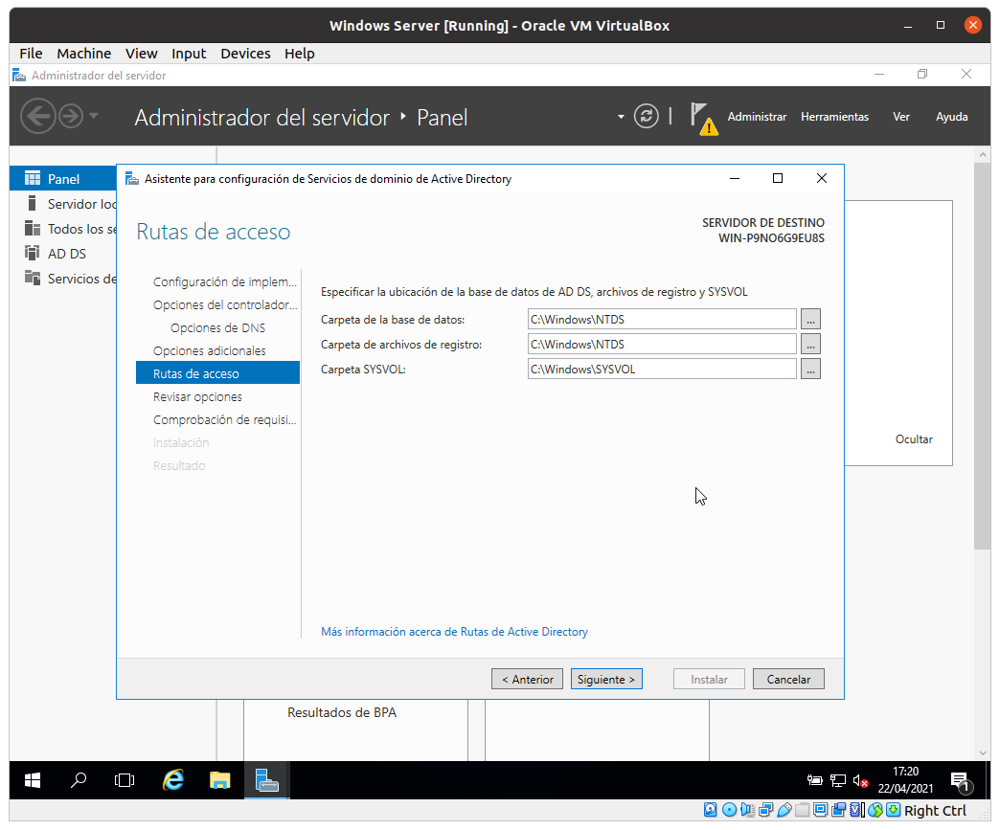 Windows Server [Running] - Oracle VM VirtualBox
File Machine View Input Devices Help
Administrador del servidor
Administrador del servidor ‣ Panel
Administrar Herramientas Ver Ayuda
Panel
Servidor loc
Todos los se
AD DS
Servicios de
Asistente para configuración de Servicios de dominio de Active Directory
Rutas de acceso
SERVIDOR DE DESTINO
WIN-P9NO6G9EU8S
Configuración de implem...
Opciones del controlador...
Opciones de DNS
Opciones adicionales
Rutas de acceso
Revisar opciones
Comprobación de requisi...
Instalación
Resultado
Especificar la ubicación de la base de datos de AD DS, archivos de registro y SYSVOL
Carpeta de la base de datos: C:\Windows\NTDS ...
Carpeta de archivos de registro: C:\Windows\NTDS ...
Carpeta SYSVOL: C:\Windows\SYSVOL ...
Más información acerca de Rutas de Active Directory
< Anterior Siguiente > Instalar Cancelar
Ocultar
Resultados de BPA
17:20
22/04/2021
1
Right Ctrl